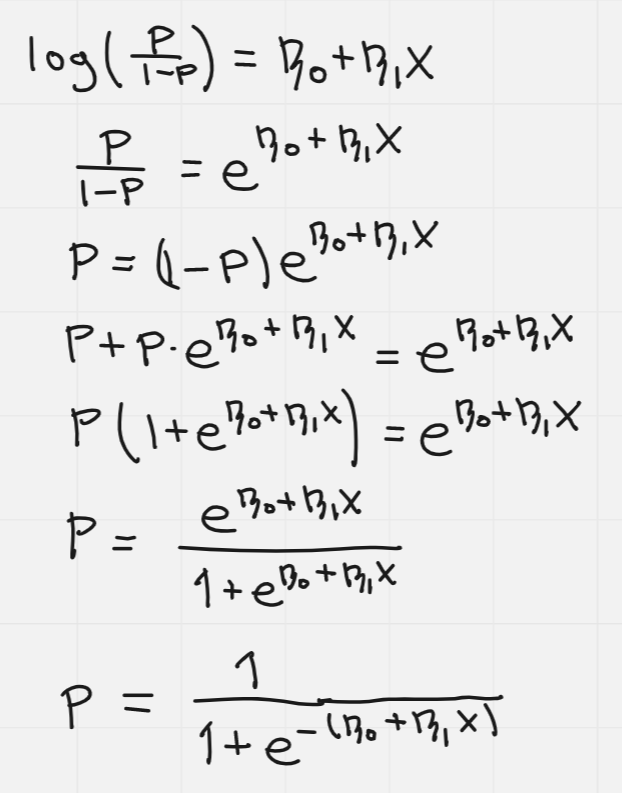 log(P/(1-P)) = β₀+β₁X
P/(1-P) = e^(β₀+β₁X)
P = (1-P)e^(β₀+β₁X)
P+P·e^(β₀+β₁X) = e^(β₀+β₁X)
P(1+e^(β₀+β₁X)) = e^(β₀+β₁X)
P = e^(β₀+β₁X)/(1+e^(β₀+β₁X))
P = 1/(1+e^-(β₀+β₁X))